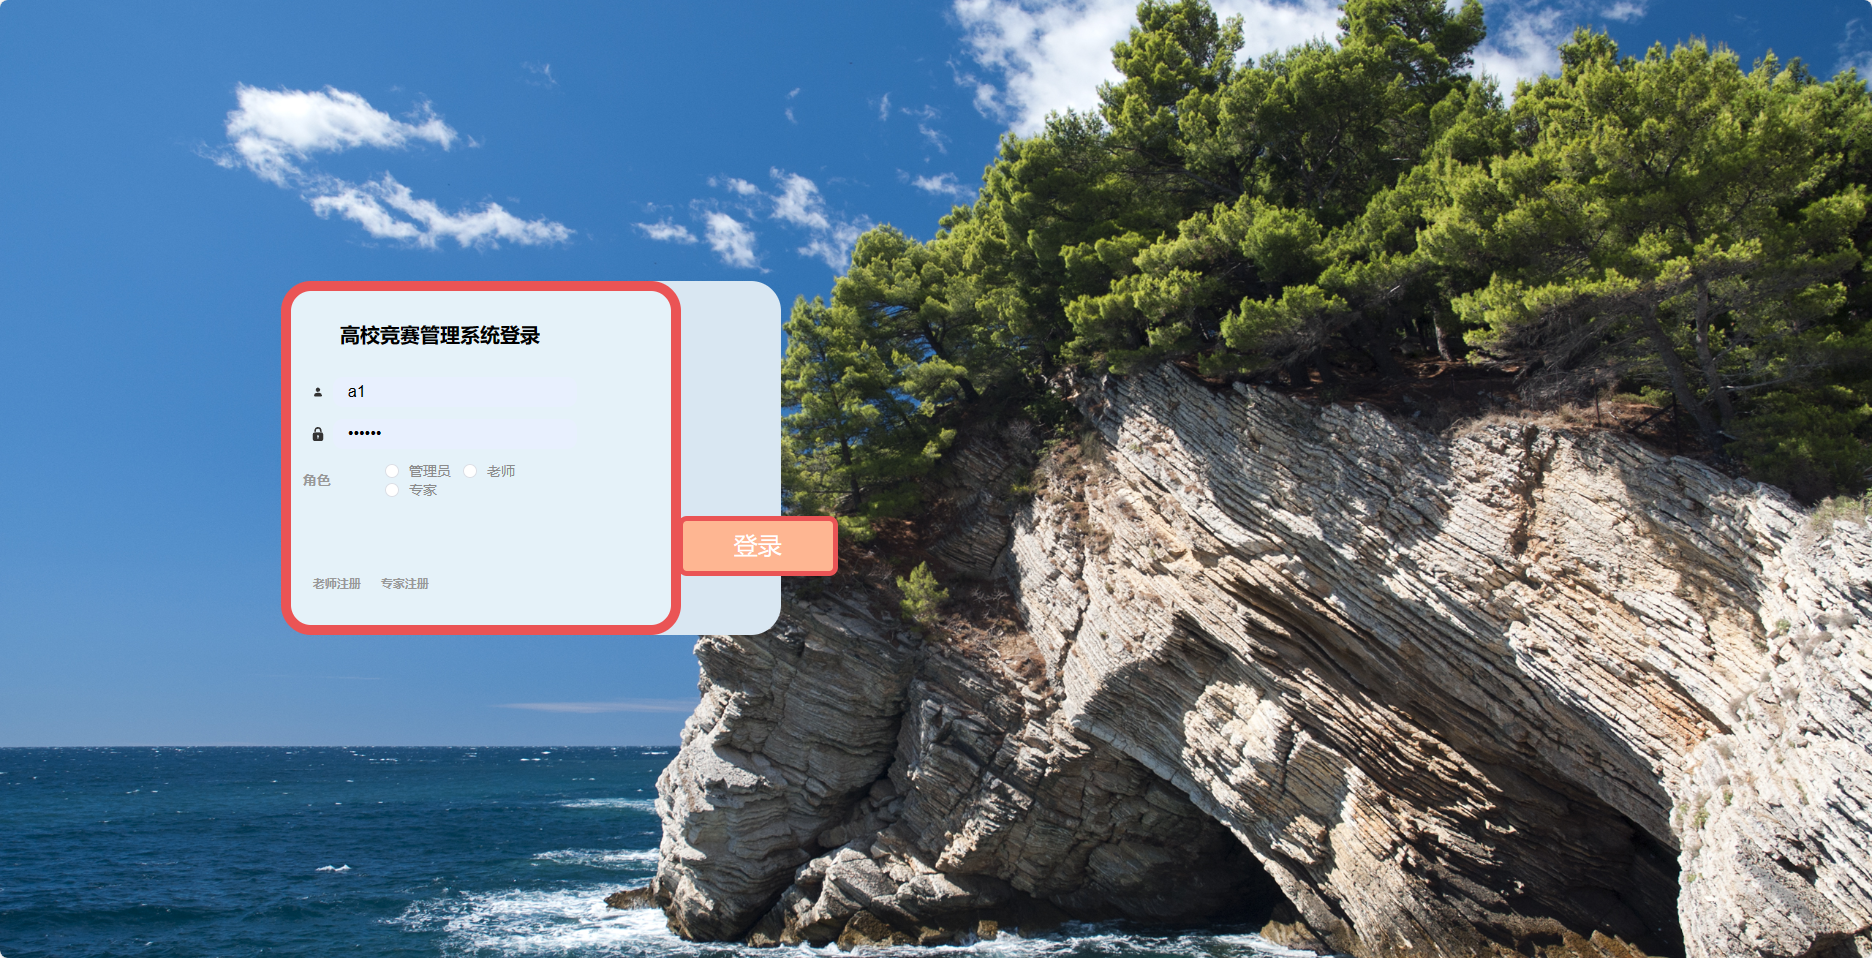 高校竞赛管理系统登录
a1
••••••
角色
管理员 老师
专家
登录
老师注册 专家注册